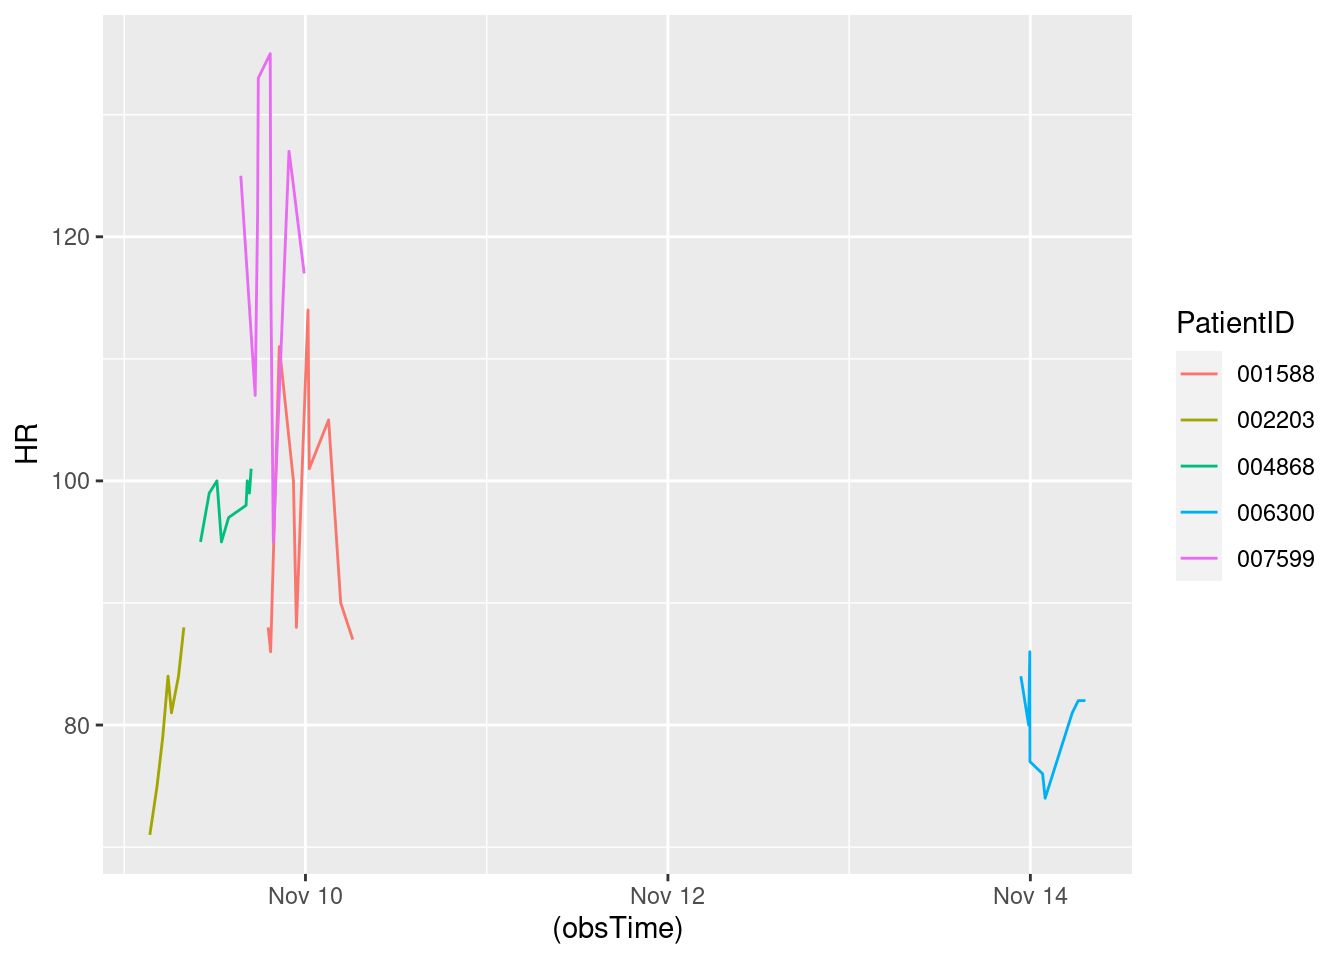 120
100
80
HR
Nov 10
Nov 12
Nov 14
(obsTime)
PatientID
001588
002203
004868
006300
007599